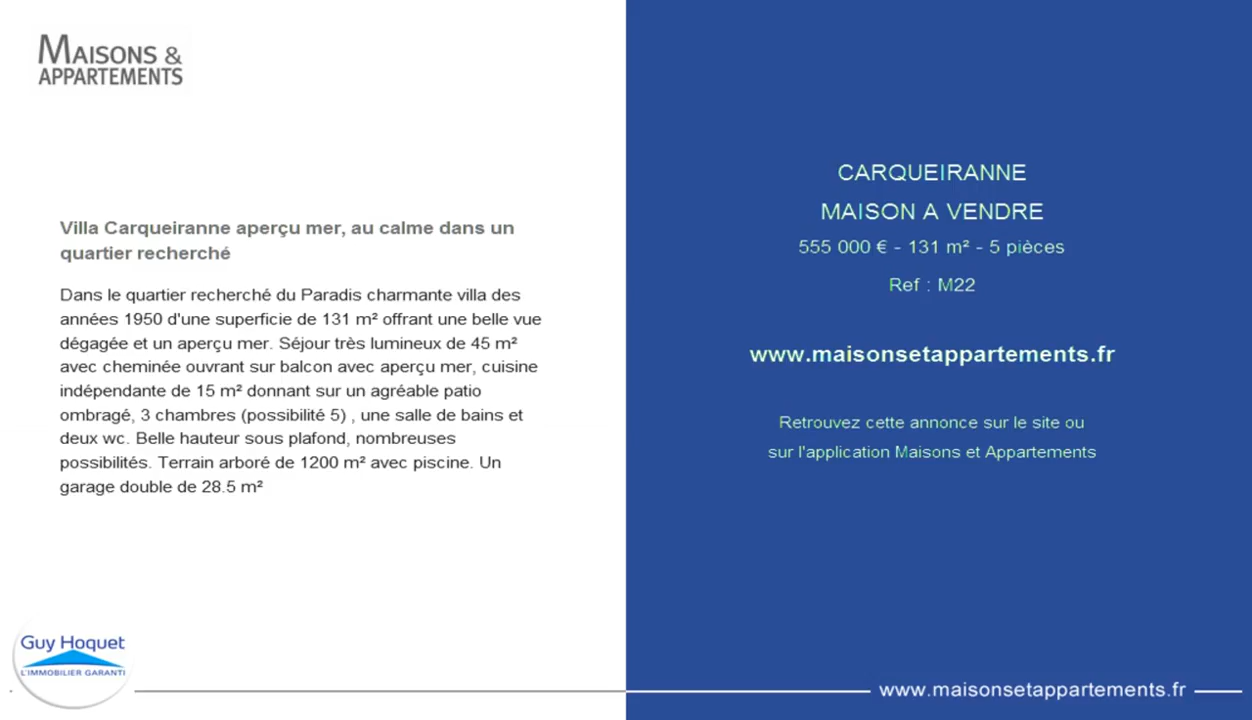 MAISONS &
APPARTEMENTS
Villa Carqueiranne aperçu mer, au calme dans un
quartier recherché
Dans le quartier recherché du Paradis charmante villa des
années 1950 d'une superficie de 131 m² offrant une belle vue
dégagée et un aperçu mer. Séjour très lumineux de 45 m²
avec cheminée ouvrant sur balcon avec aperçu mer, cuisine
indépendante de 15 m² donnant sur un agréable patio
ombragé, 3 chambres (possibilité 5) , une salle de bains et
deux wc. Belle hauteur sous plafond, nombreuses
possibilités. Terrain arboré de 1200 m² avec piscine. Un
garage double de 28.5 m²
Guy Hoquet
L'IMMOBILIER GARANTI
CARQUEIRANNE
MAISON A VENDRE
555 000 € - 131 m² - 5 pièces
Ref : M22
www.maisonsetappartements.fr
Retrouvez cette annonce sur le site ou
sur l'application Maisons et Appartements
www.maisonsetappartements.fr